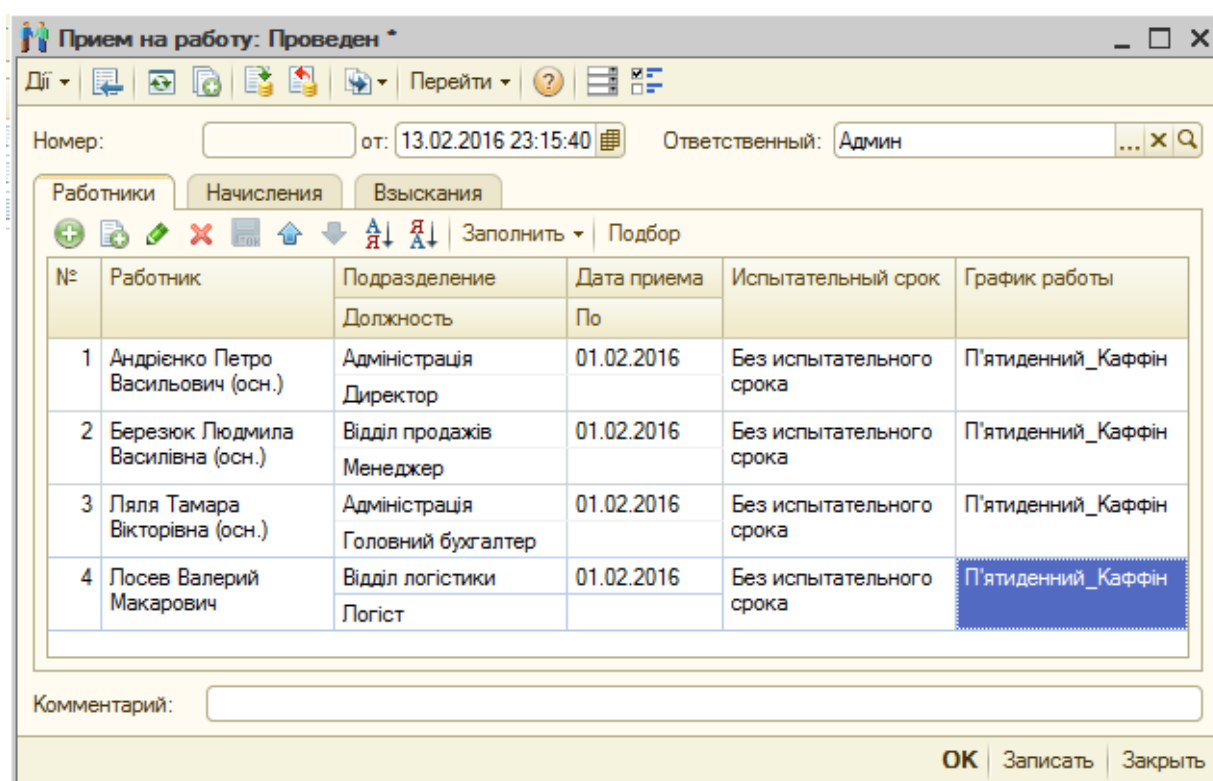 Прием на работу: Проведен *
Дії Перейти
Номер: от: 13.02.2016 23:15:40 Ответственный: Админ ...
Работники Начисления Взыскания
Заполнить Подбор
№ Работник Подразделение Дата приема Испытательный срок График работы
Должность По
1 Андрієнко Петро Адміністрація 01.02.2016 Без испытательного П'ятиденний_Каффін
Васильович (осн.) Директор срока
2 Березюк Людмила Відділ продажів 01.02.2016 Без испытательного П'ятиденний_Каффін
Василівна (осн.) Менеджер срока
3 Ляля Тамара Адміністрація 01.02.2016 Без испытательного П'ятиденний_Каффін
Вікторівна (осн.) Головний бухгалтер срока
4 Лосев Валерий Відділ логістики 01.02.2016 Без испытательного П'ятиденний_Каффін
Макарович Логіст срока
Комментарий:
OK Записать Закрыть